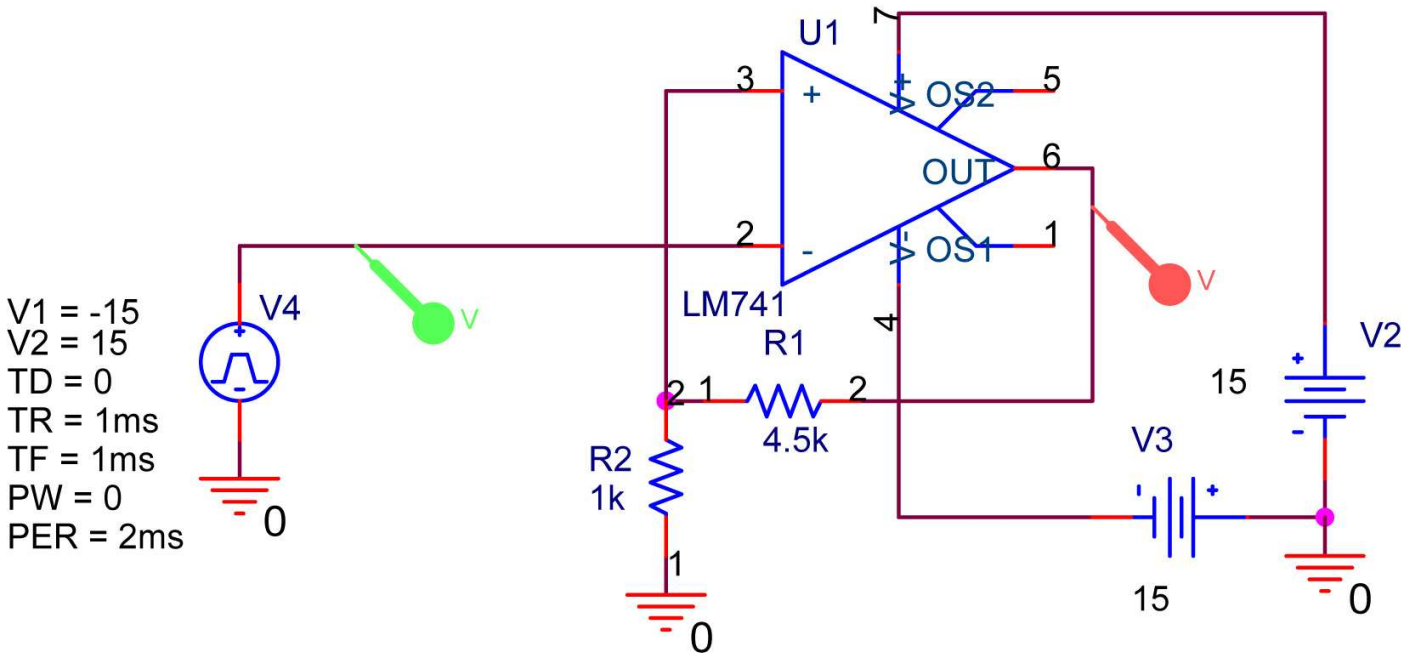 7
U1
3
+
V+
OS2
5
OUT
6
2
-
V-
OS1
1
LM741
4
V
V
V1 = -15
V2 = 15
TD = 0
TR = 1ms
TF = 1ms
PW = 0
PER = 2ms
V4
+
-
0
R1
2
1
2
4.5k
R2
1k
1
0
V2
+
15
-
V3
-
+
15
0